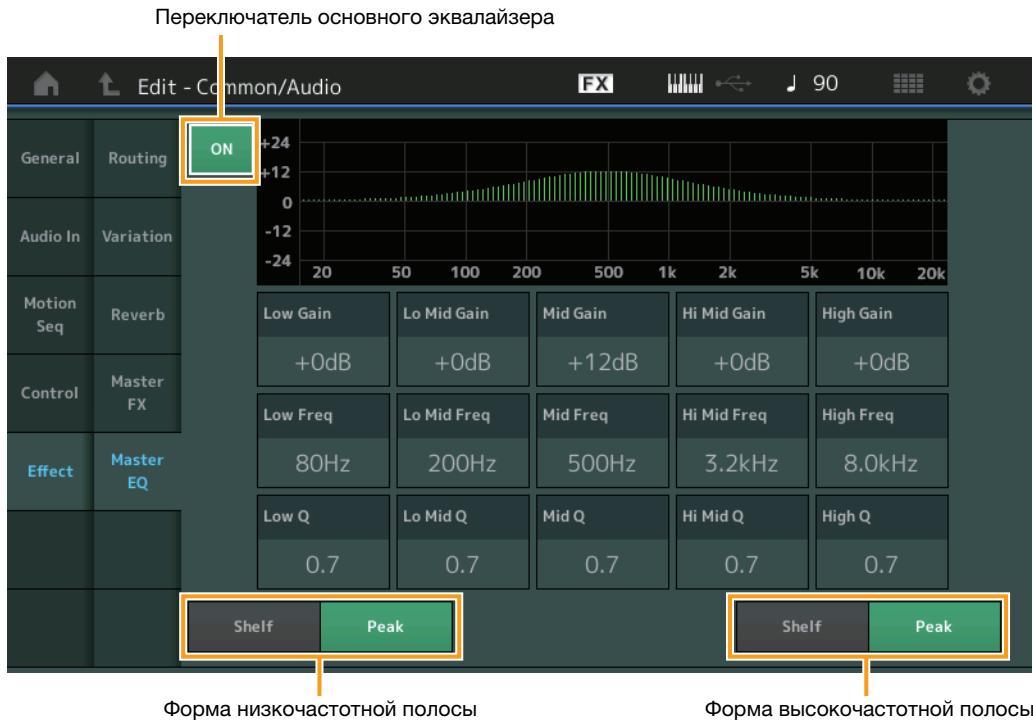 Переключатель основного эквалайзера
Edit - Common/Audio
FX
90
General
Routing
ON
Audio In
Variation
Motion
Seq
Reverb
Control
Master
FX
Effect
Master
EQ
+24
+12
0
-12
-24
20 50 100 200 500 1k 2k 5k 10k 20k
Low Gain Lo Mid Gain Mid Gain Hi Mid Gain High Gain
+0dB +0dB +12dB +0dB +0dB
Low Freq Lo Mid Freq Mid Freq Hi Mid Freq High Freq
80Hz 200Hz 500Hz 3.2kHz 8.0kHz
Low Q Lo Mid Q Mid Q Hi Mid Q High Q
0.7 0.7 0.7 0.7 0.7
Shelf Peak Shelf Peak
Форма низкочастотной полосы Форма высокочастотной полосы